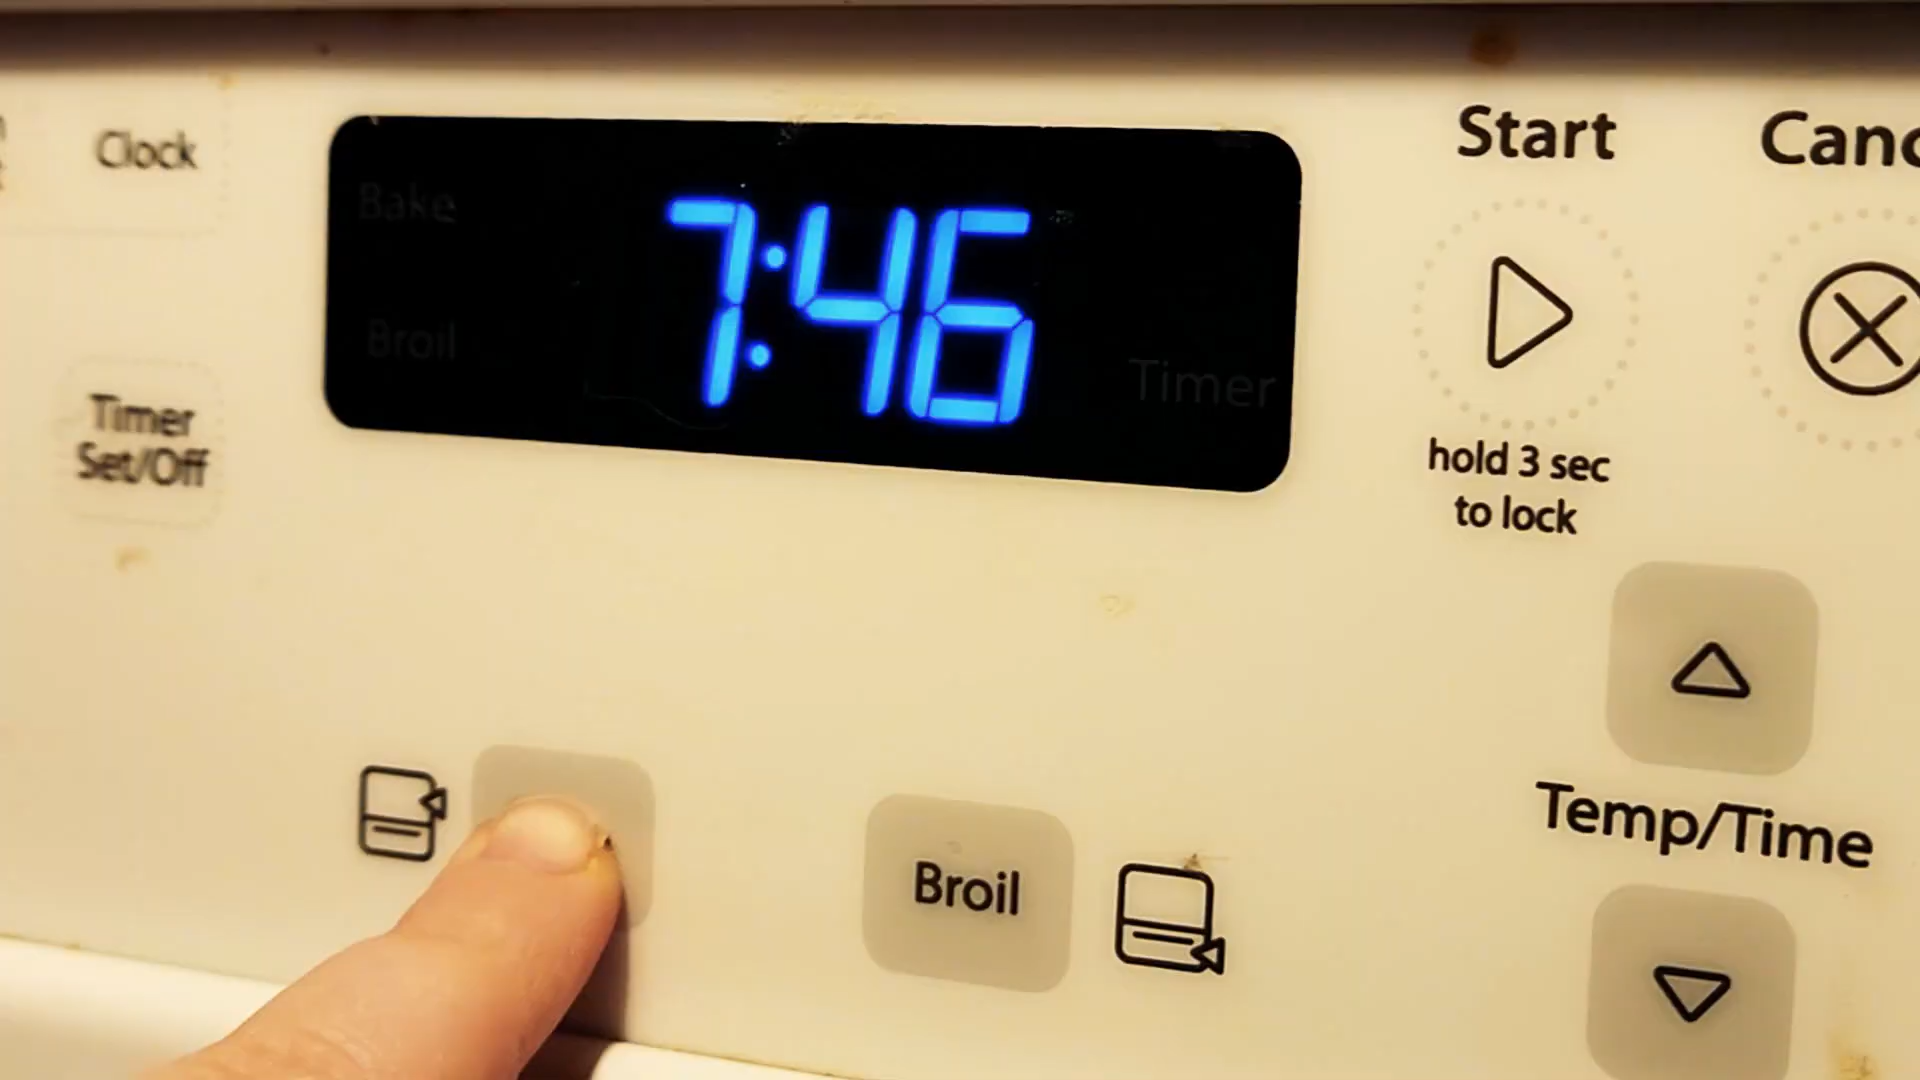 Clock
Bake
7:46
Broil
Timer
Timer
Set/Off
Start
hold 3 sec
to lock
Canc
Broil
Temp/Time